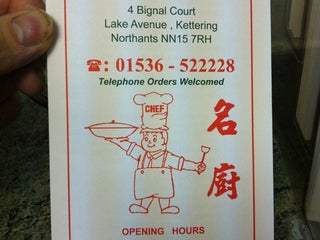 4 Bignal Court
Lake Avenue , Kettering
Northants NN15 7RH
☎: 01536 - 522228
Telephone Orders Welcomed
CHEF
名
廚
OPENING HOURS